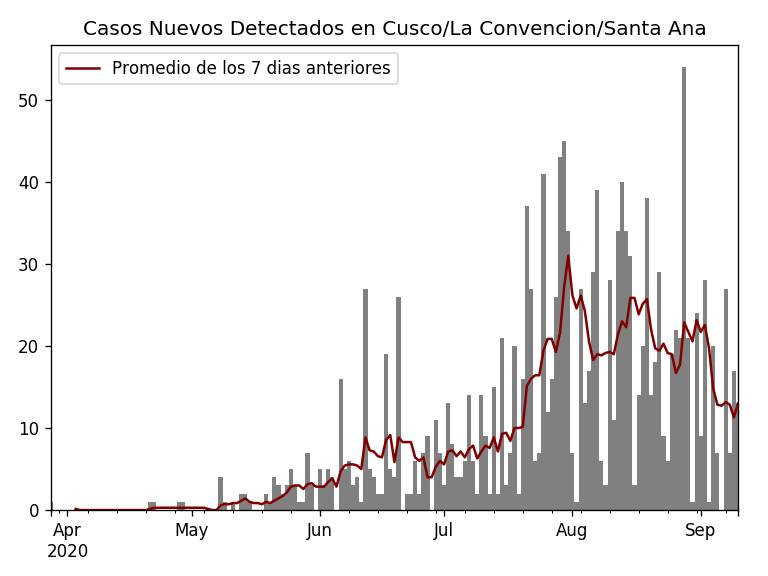 Casos Nuevos Detectados en Cusco/La Convencion/Santa Ana
Promedio de los 7 dias anteriores
50
40
30
20
10
0
Apr May Jun Jul Aug Sep
2020